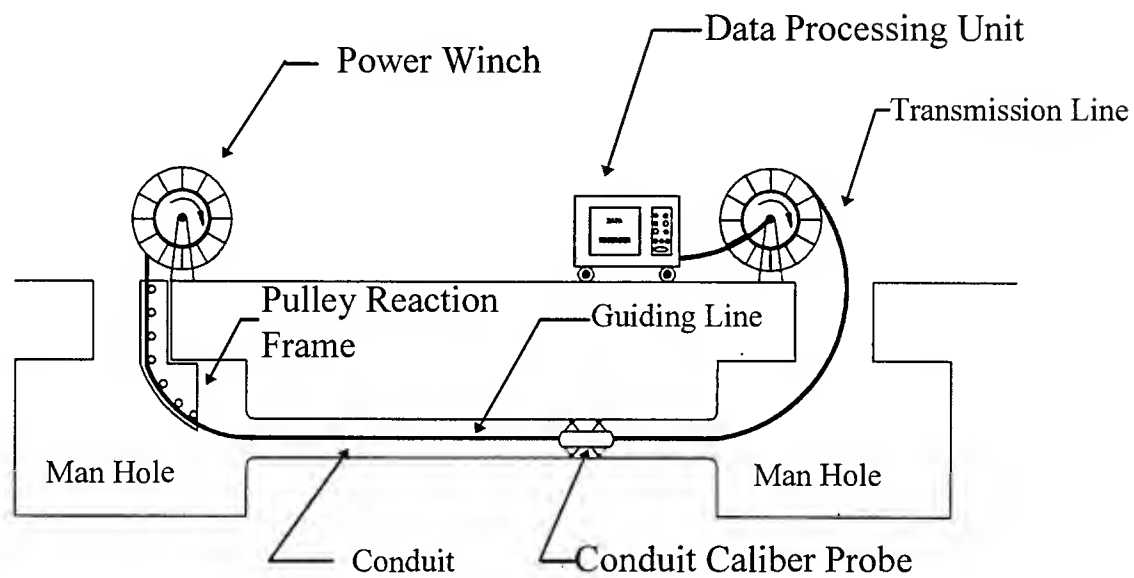 Data Processing Unit
Power Winch
Transmission Line
DATA
Pulley Reaction
Frame
Guiding Line
Man Hole
Man Hole
Conduit
Conduit Caliber Probe